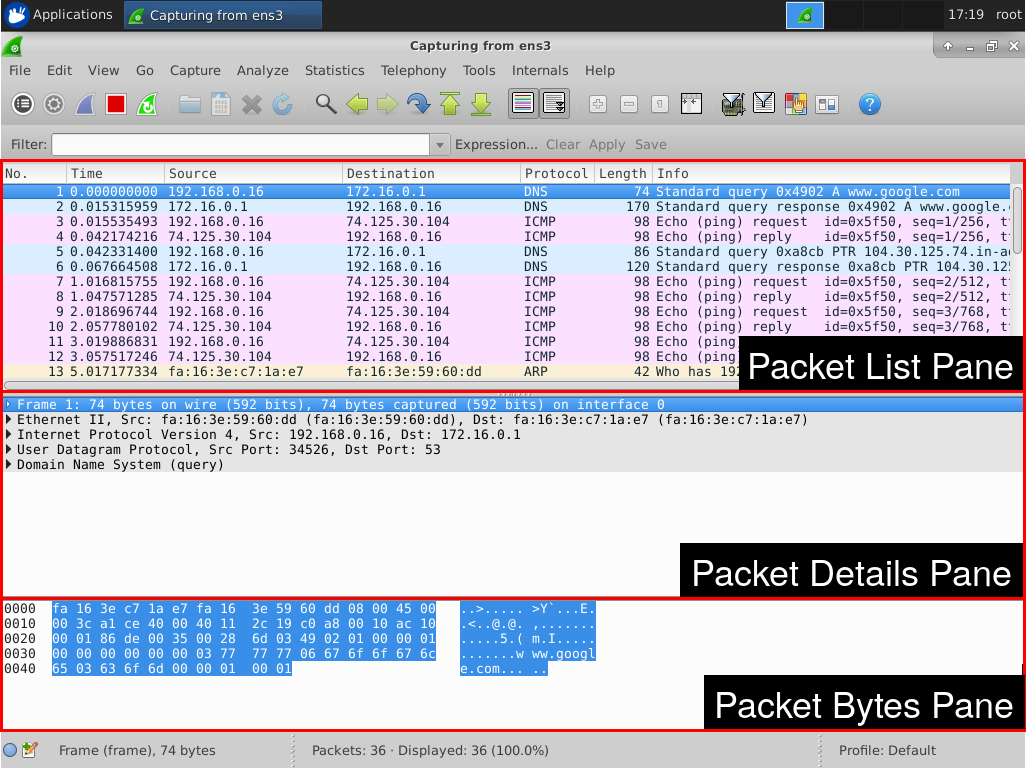 Applications Capturing from ens3 17:19 root
Capturing from ens3
File Edit View Go Capture Analyze Statistics Telephony Tools Internals Help
Filter: Expression... Clear Apply Save
No. Time Source Destination Protocol Length Info
1 0.000000000 192.168.0.16 172.16.0.1 DNS 74 Standard query 0x4902 A www.google.com
2 0.015315959 172.16.0.1 192.168.0.16 DNS 170 Standard query response 0x4902 A www.google.
3 0.015535493 192.168.0.16 74.125.30.104 ICMP 98 Echo (ping) request id=0x5f50, seq=1/256, t
4 0.042174216 74.125.30.104 192.168.0.16 ICMP 98 Echo (ping) reply id=0x5f50, seq=1/256, t
5 0.042331400 192.168.0.16 172.16.0.1 DNS 86 Standard query 0xa8cb PTR 104.30.125.74.in-a
6 0.067664508 172.16.0.1 192.168.0.16 DNS 120 Standard query response 0xa8cb PTR 104.30.125
7 1.016815755 192.168.0.16 74.125.30.104 ICMP 98 Echo (ping) request id=0x5f50, seq=2/512, t
8 1.047571285 74.125.30.104 192.168.0.16 ICMP 98 Echo (ping) reply id=0x5f50, seq=2/512, t
9 2.018696744 192.168.0.16 74.125.30.104 ICMP 98 Echo (ping) request id=0x5f50, seq=3/768, t
10 2.057780102 74.125.30.104 192.168.0.16 ICMP 98 Echo (ping) reply id=0x5f50, seq=3/768, t
11 3.019886831 192.168.0.16 74.125.30.104 ICMP 98 Echo
12 3.057517246 74.125.30.104 192.168.0.16 ICMP 98 Echo
13 5.017177334 fa:16:3e:c7:1a:e7 fa:16:3e:59:60:dd ARP 42 Who has 192
Packet List Pane
Frame 1: 74 bytes on wire (592 bits), 74 bytes captured (592 bits) on interface 0
Ethernet II, Src: fa:16:3e:59:60:dd (fa:16:3e:59:60:dd), Dst: fa:16:3e:c7:1a:e7 (fa:16:3e:c7:1a:e7)
Internet Protocol Version 4, Src: 192.168.0.16, Dst: 172.16.0.1
User Datagram Protocol, Src Port: 34526, Dst Port: 53
Domain Name System (query)
Packet Details Pane
0000 fa 16 3e c7 1a e7 fa 16 3e 59 60 dd 08 00 45 00 ..>..... >Y`...E.
0010 00 3c a1 ce 40 00 40 11 2c 19 c0 a8 00 10 ac 10 .<..@.@. ,.......
0020 00 01 86 de 00 35 00 28 6d 03 49 02 01 00 00 01 .....5.( m.I.....
0030 00 00 00 00 00 00 03 77 77 77 06 67 6f 6f 67 6c .......w ww.googl
0040 65 03 63 6f 6d 00 00 01 00 01 e.com... ..
Packet Bytes Pane
Frame (frame), 74 bytes Packets: 36 · Displayed: 36 (100.0%) Profile: Default